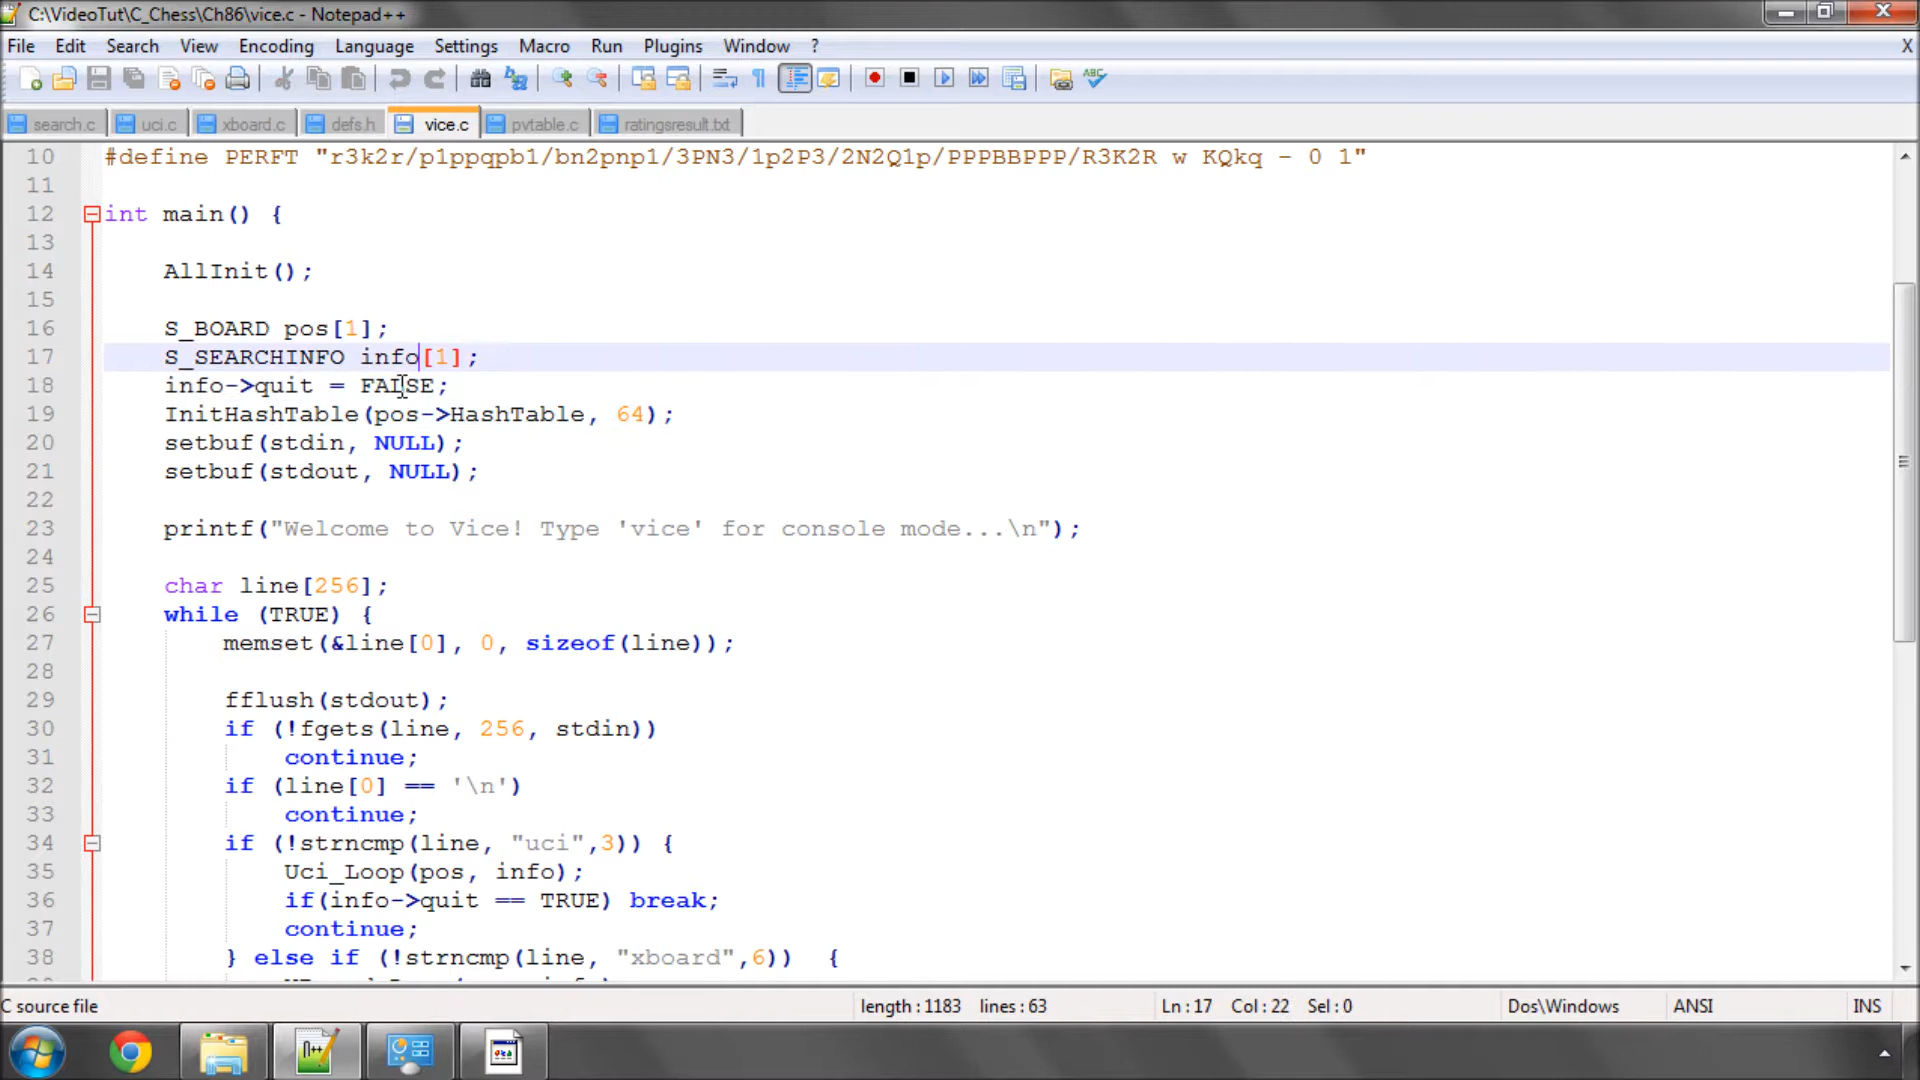 C:\VideoTut\C_Chess\Ch86\vice.c - Notepad++
File Edit Search View Encoding Language Settings Macro Run Plugins Window ? X
search.c uci.c xboard.c defs.h vice.c pvtable.c ratingsresult.txt
10 #define PERFT "r3k2r/p1ppqpb1/bn2pnp1/3PN3/1p2P3/2N2Q1p/PPPBBPPP/R3K2R w KQkq - 0 1"
11
12 int main() {
13
14 AllInit();
15
16 S_BOARD pos[1];
17 S_SEARCHINFO info[1];
18 info->quit = FALSE;
19 InitHashTable(pos->HashTable, 64);
20 setbuf(stdin, NULL);
21 setbuf(stdout, NULL);
22
23 printf("Welcome to Vice! Type 'vice' for console mode...\n");
24
25 char line[256];
26 while (TRUE) {
27 memset(&line[0], 0, sizeof(line));
28
29 fflush(stdout);
30 if (!fgets(line, 256, stdin))
31 continue;
32 if (line[0] == '\n')
33 continue;
34 if (!strncmp(line, "uci",3)) {
35 Uci_Loop(pos, info);
36 if(info->quit == TRUE) break;
37 continue;
38 } else if (!strncmp(line, "xboard",6)) {
C source file length : 1183 lines : 63 Ln : 17 Col : 22 Sel : 0 Dos\Windows ANSI INS